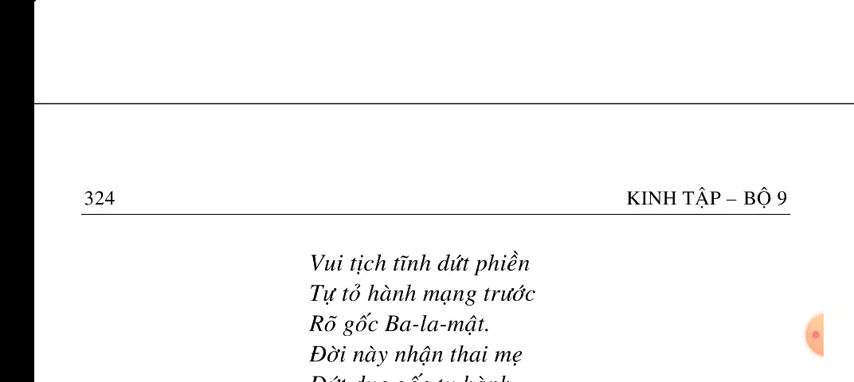 324
KINH TẬP – BỘ 9
Vui tịch tĩnh dứt phiền
Tự tỏ hành mạng trước
Rõ gốc Ba-la-mật.
Đời này nhận thai mẹ